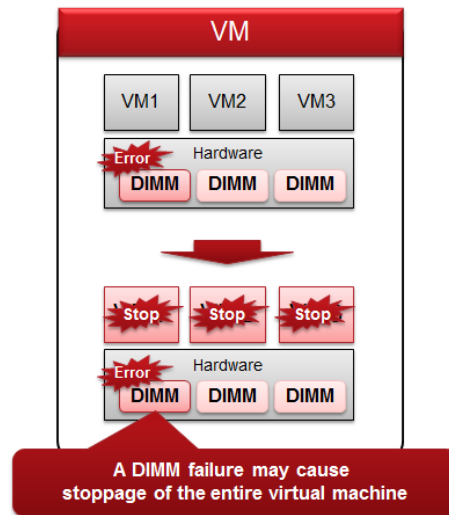 VM
VM1 VM2 VM3
Error Hardware
DIMM DIMM DIMM
Stop Stop Stop
Error Hardware
DIMM DIMM DIMM
A DIMM failure may cause
stoppage of the entire virtual machine